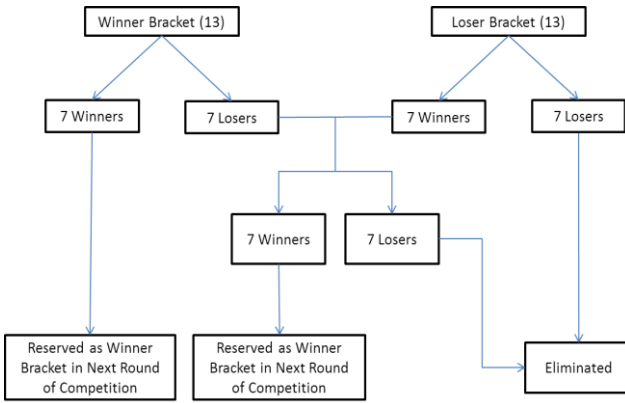 Winner Bracket (13)
Loser Bracket (13)
7 Winners
7 Losers
7 Winners
7 Losers
7 Winners
7 Losers
Reserved as Winner
Bracket in Next Round
of Competition
Reserved as Winner
Bracket in Next Round
of Competition
Eliminated